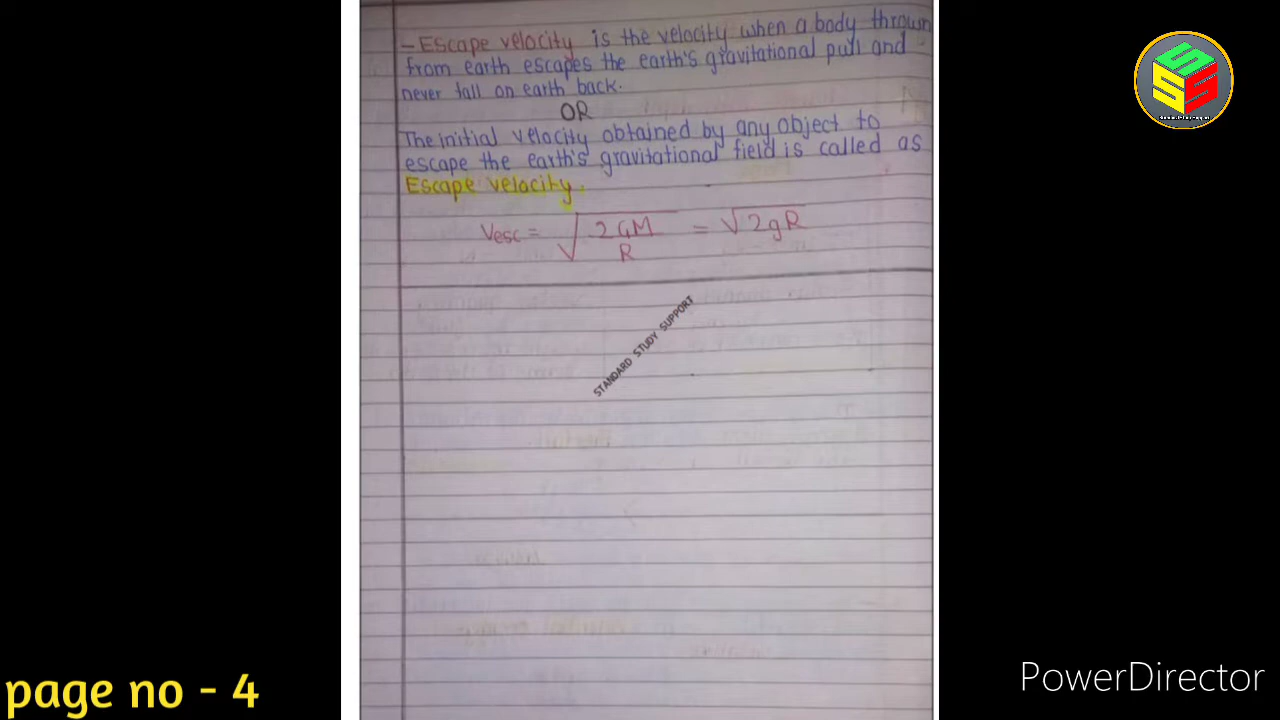 - Escape velocity is the velocity when a body thrown
from earth escapes the earth's gravitational pull and
never fall on earth back.
OR
The initial velocity obtained by any object to
escape the earth's gravitational field is called as
Escape velocity.
Vesc = √2GM/R = √2gR
STANDARD STUDY SUPPORT
SSS
page no - 4
PowerDirector